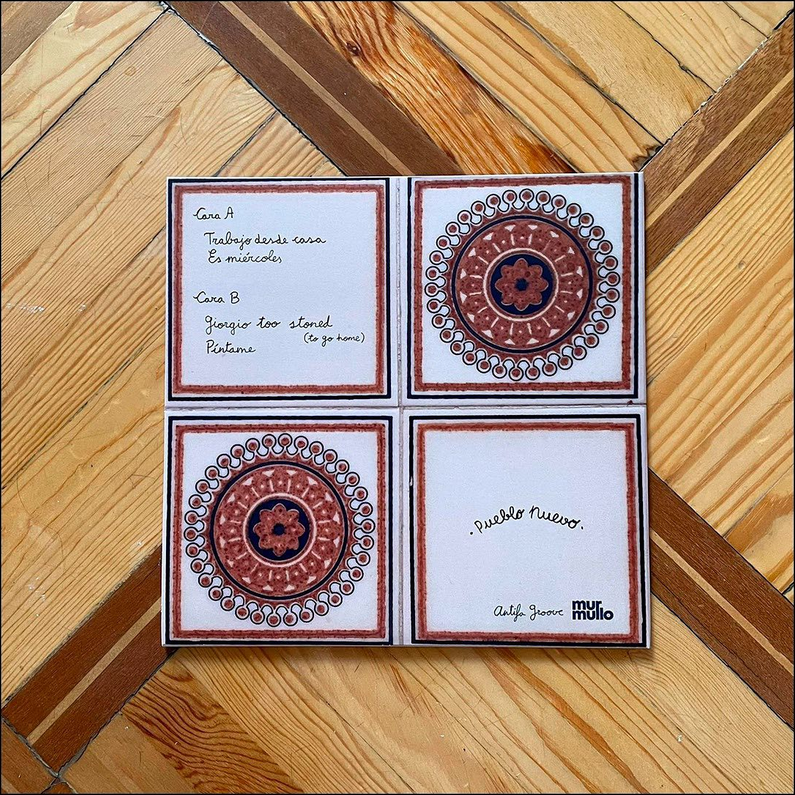 Cara A
Trabajo desde casa
Es miércoles
Cara B
Giorgio too stoned
(to go home)
Píntame
. Pueblo Nuevo.
Antifa Groove
mur
mullo